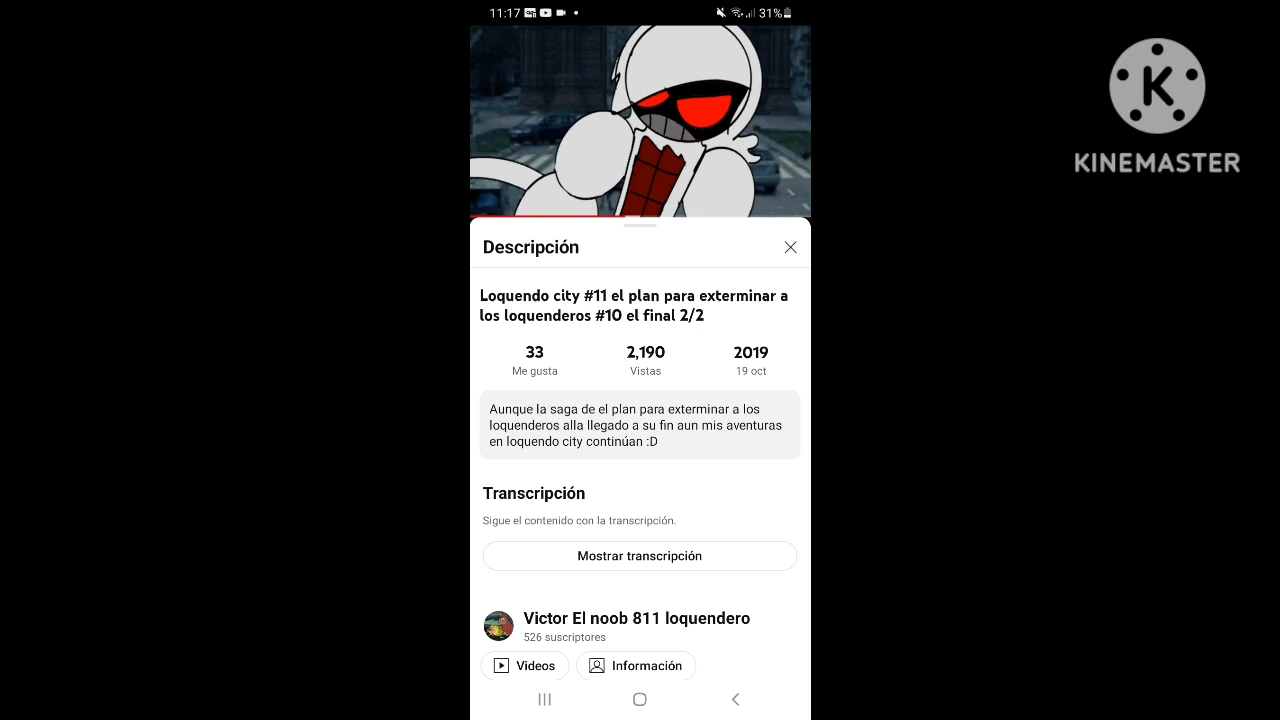 11:17
31%
K
KINEMASTER
Descripción
Loquendo city #11 el plan para exterminar a
los loquenderos #10 el final 2/2
33 2,190 2019
Me gusta Vistas 19 oct
Aunque la saga de el plan para exterminar a los
loquenderos alla llegado a su fin aun mis aventuras
en loquendo city continúan :D
Transcripción
Sigue el contenido con la transcripción.
Mostrar transcripción
Victor El noob 811 loquendero
526 suscriptores
Videos Información